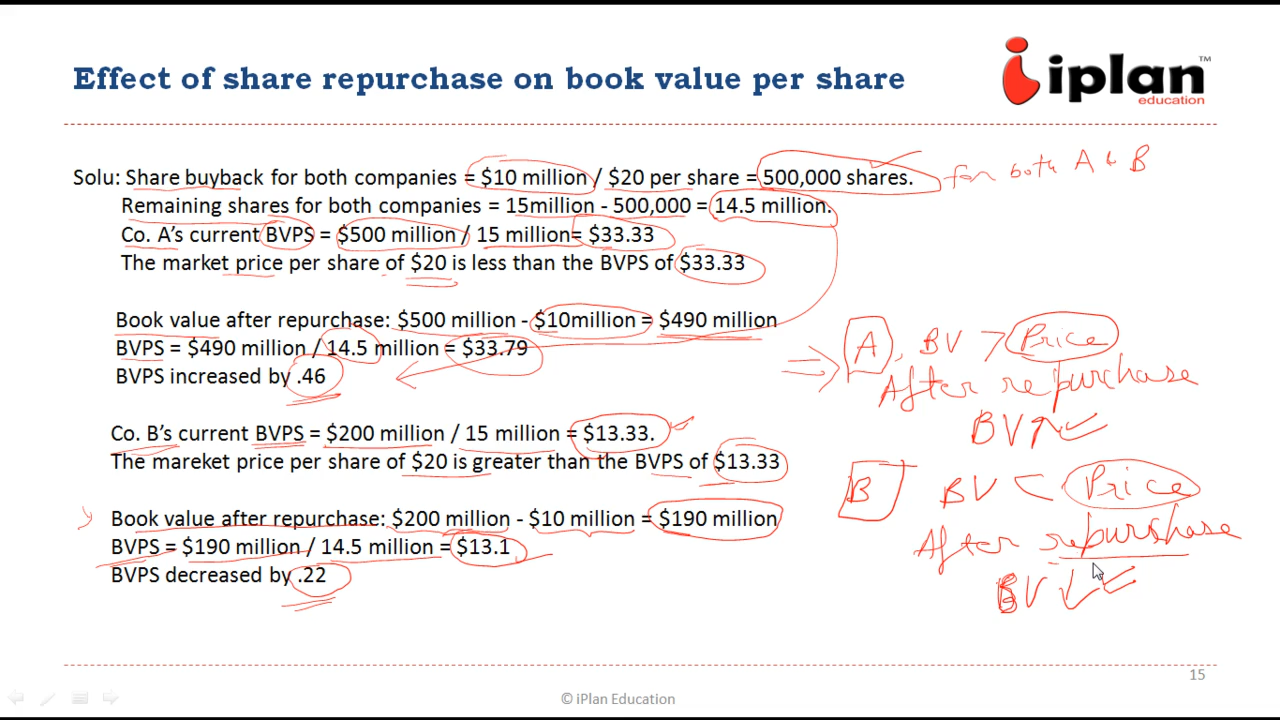 Effect of share repurchase on book value per share
iplan TM
education
Solu: Share buyback for both companies = $10 million / $20 per share = 500,000 shares. for both A & B
Remaining shares for both companies = 15million - 500,000 = 14.5 million.
Co. A's current BVPS = $500 million / 15 million= $33.33
The market price per share of $20 is less than the BVPS of $33.33
Book value after repurchase: $500 million - $10million = $490 million
BVPS = $490 million / 14.5 million = $33.79
BVPS increased by .46
A, BV > Price
After repurchase
BV↑
Co. B's current BVPS = $200 million / 15 million = $13.33.
The mareket price per share of $20 is greater than the BVPS of $13.33
B BV < Price
Book value after repurchase: $200 million - $10 million = $190 million
BVPS = $190 million / 14.5 million = $13.1
BVPS decreased by .22
After repurchase
BV ↓
15
© iPlan Education